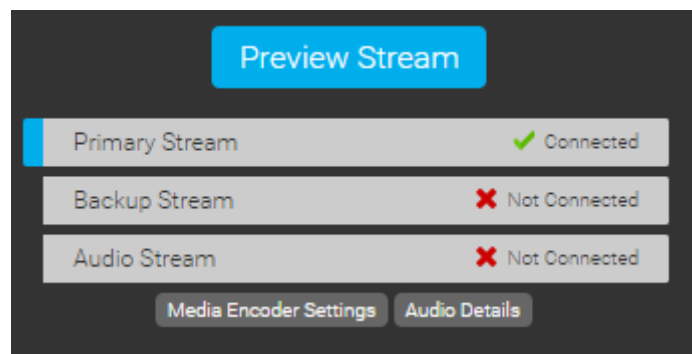 Preview Stream
Primary Stream Connected
Backup Stream Not Connected
Audio Stream Not Connected
Media Encoder Settings Audio Details